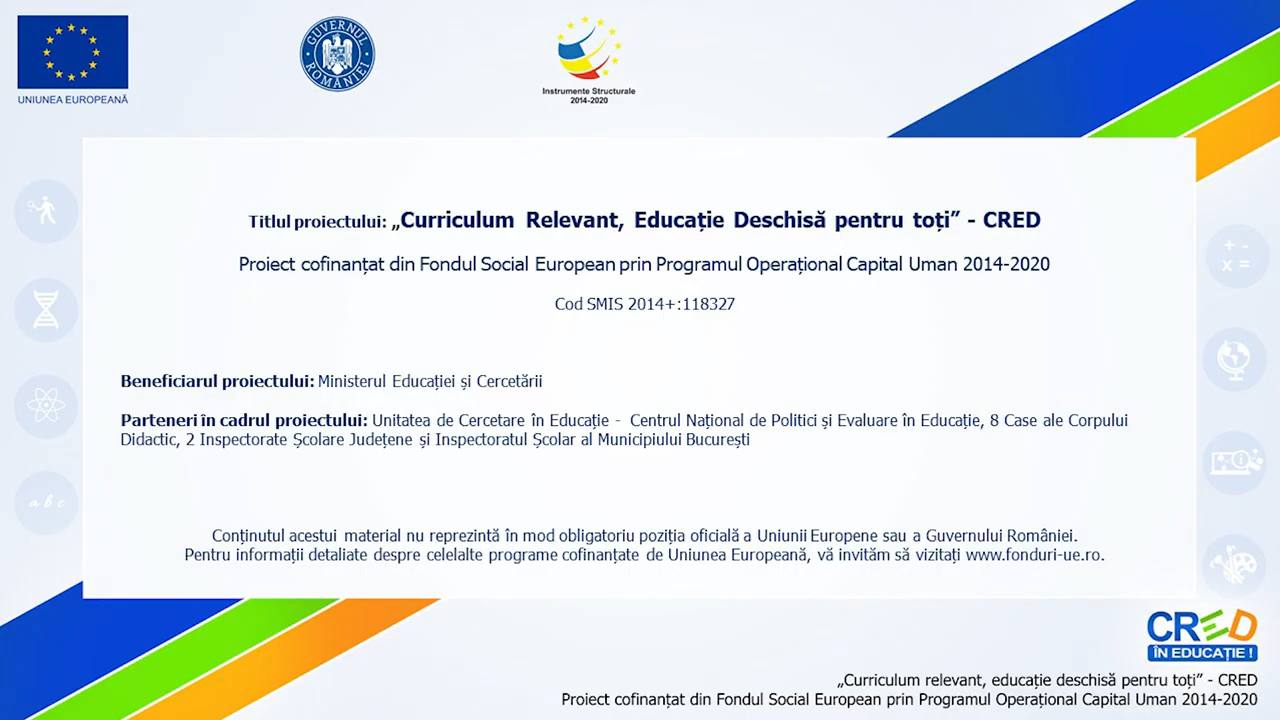 UNIUNEA EUROPEANĂ
GUVERNUL ROMÂNIEI
Instrumente Structurale
2014-2020
Titlul proiectului: „Curriculum Relevant, Educație Deschisă pentru toți” - CRED
Proiect cofinanțat din Fondul Social European prin Programul Operațional Capital Uman 2014-2020
Cod SMIS 2014+:118327
Beneficiarul proiectului: Ministerul Educației și Cercetării
Parteneri în cadrul proiectului: Unitatea de Cercetare în Educație - Centrul Național de Politici și Evaluare în Educație, 8 Case ale Corpului
Didactic, 2 Inspectorate Școlare Județene și Inspectoratul Școlar al Municipiului București
Conținutul acestui material nu reprezintă în mod obligatoriu poziția oficială a Uniunii Europene sau a Guvernului României.
Pentru informații detaliate despre celelalte programe cofinanțate de Uniunea Europeană, vă invităm să vizitați www.fonduri-ue.ro.
+ -
x =
a b c
CRED
ÎN EDUCAȚIE !
„Curriculum relevant, educație deschisă pentru toți” - CRED
Proiect cofinanțat din Fondul Social European prin Programul Operațional Capital Uman 2014-2020